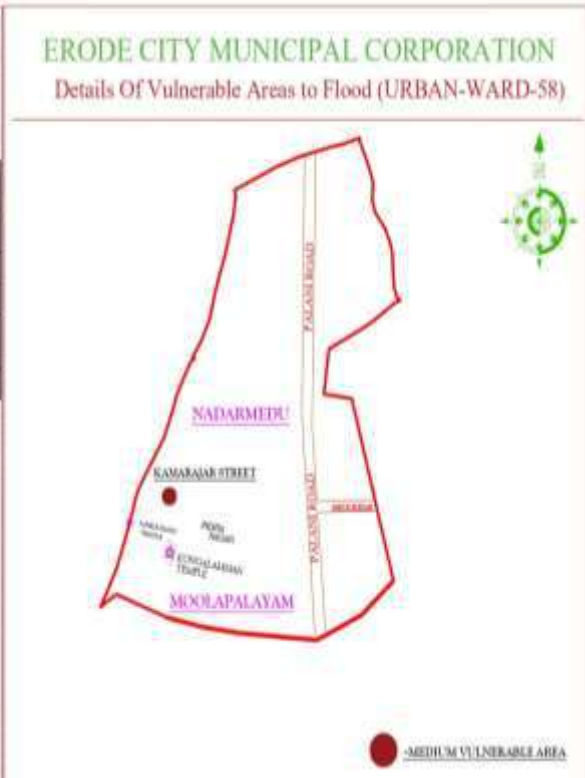 ERODE CITY MUNICIPAL CORPORATION
Details Of Vulnerable Areas to Flood (URBAN-WARD-58)
PALANI ROAD
NADARMEDU
KAMARAJAR STREET
PALANI ROAD
NAGAR
KONGALAMMAN
TEMPLE
MOOLAPALAYAM
-MEDIUM VULNERABLE AREA